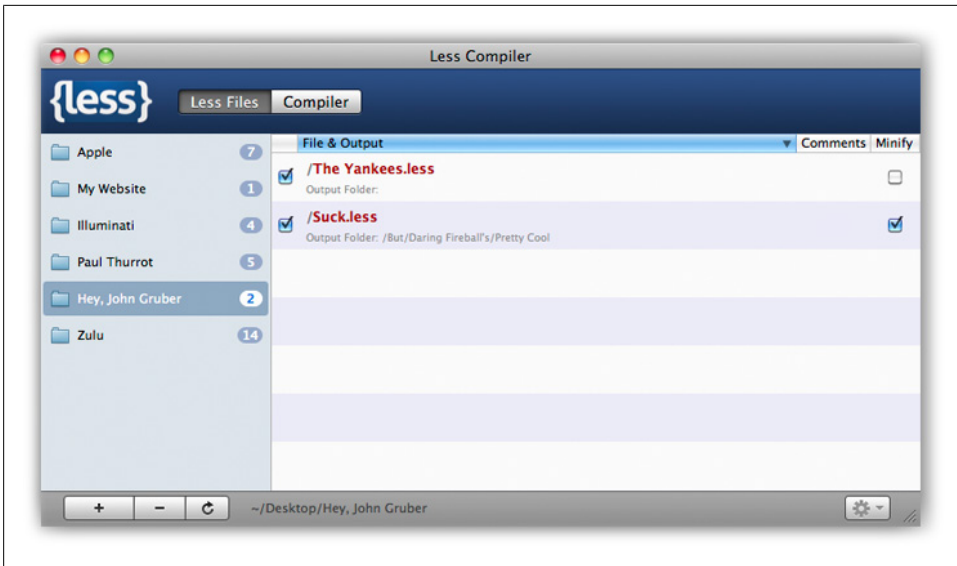 Less Compiler
{less}
Less Files
Compiler
Apple 7
My Website 1
Illuminati 4
Paul Thurrot 5
Hey, John Gruber 2
Zulu 14
File & Output
Comments
Minify
/The Yankees.less
Output Folder:
/Suck.less
Output Folder: /But/Daring Fireball's/Pretty Cool
+
−
~/Desktop/Hey, John Gruber